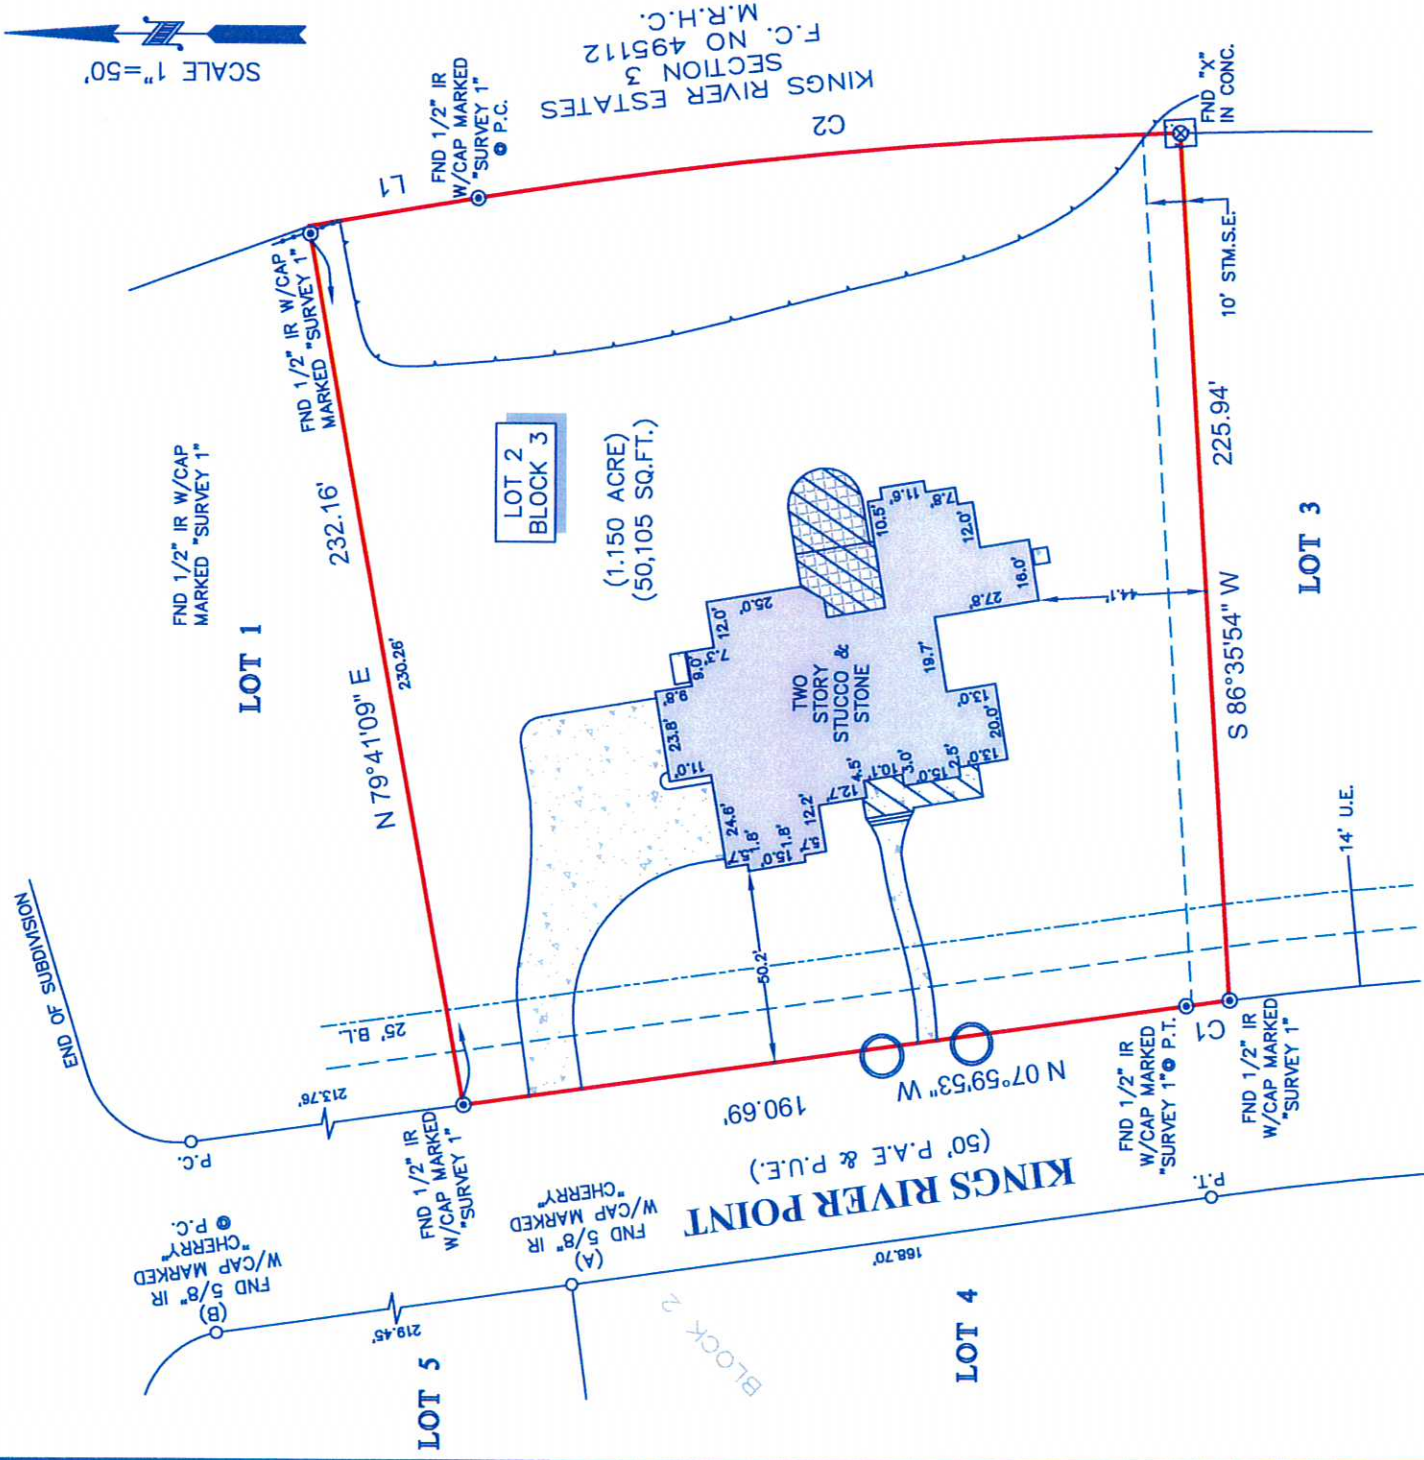 SCALE 1"=50'
KINGS RIVER ESTATES
SECTION 3
F.C. NO 495112
M.R.H.C.
C2
FND 1/2" IR
W/CAP MARKED
"SURVEY 1"
@ P.C.
L1
FND "X"
IN CONC.
FND 1/2" IR W/CAP
MARKED "SURVEY 1"
FND 1/2" IR W/CAP
MARKED "SURVEY 1"
10' STM.S.E.
232.16'
N 79°41'09" E
230.26'
LOT 1
LOT 2
BLOCK 3
(1.150 ACRE)
(50,105 SQ.FT.)
225.94'
S 86°35'54" W
LOT 3
TWO
STORY
STUCCO &
STONE
25.0'
12.0'
7.3'
9.0'
9.8'
23.8'
11.0'
24.6'
5.7'
1.8'
15.0'
1.8'
5.7'
12.2'
12.7'
4.5'
10.1'
3.0'
15.0'
2.5'
13.0'
20.0'
13.0'
19.7'
27.8'
16.0'
12.0'
7.8'
11.6'
10.5'
44.1'
50.2'
END OF SUBDIVISION
25' B.L.
14' U.E.
213.76'
P.C.
FND 1/2" IR
W/CAP MARKED
"SURVEY 1"
190.69'
N 07°59'53" W
FND 1/2" IR
W/CAP MARKED
"SURVEY 1"@ P.T.
C1
FND 1/2" IR
W/CAP MARKED
"SURVEY 1"
KINGS RIVER POINT
(50' P.A.E & P.U.E.)
(A)
FND 5/8" IR
W/CAP MARKED
"CHERRY"
(B)
FND 5/8" IR
W/CAP MARKED
"CHERRY"
@ P.C.
P.T.
168.70'
219.45'
BLOCK 2
LOT 5
LOT 4